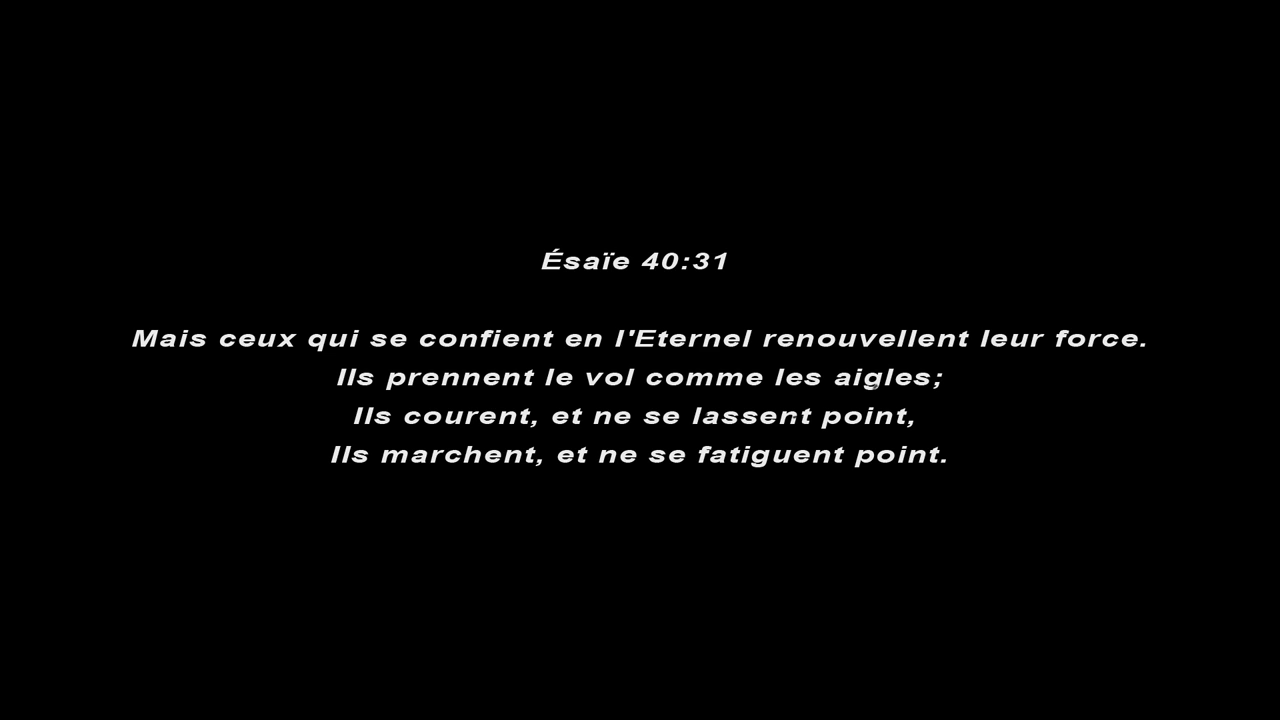 Ésaïe 40:31
Mais ceux qui se confient en l'Eternel renouvellent leur force.
Ils prennent le vol comme les aigles;
Ils courent, et ne se lassent point,
Ils marchent, et ne se fatiguent point.